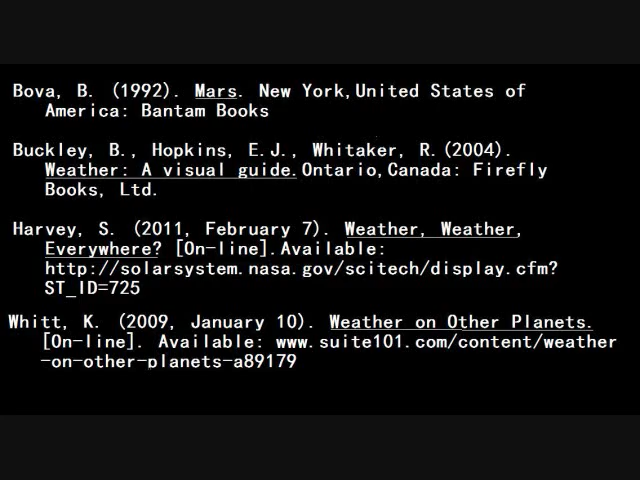 Bova, B. (1992). Mars. New York,United States of
America: Bantam Books
Buckley, B., Hopkins, E.J., Whitaker, R.(2004).
Weather: A visual guide.Ontario,Canada: Firefly
Books, Ltd.
Harvey, S. (2011, February 7). Weather, Weather,
Everywhere? [On-line].Available:
http://solarsystem.nasa.gov/scitech/display.cfm?
ST_ID=725
Whitt, K. (2009, January 10). Weather on Other Planets.
[On-line]. Available: www.suite101.com/content/weather
-on-other-planets-a89179